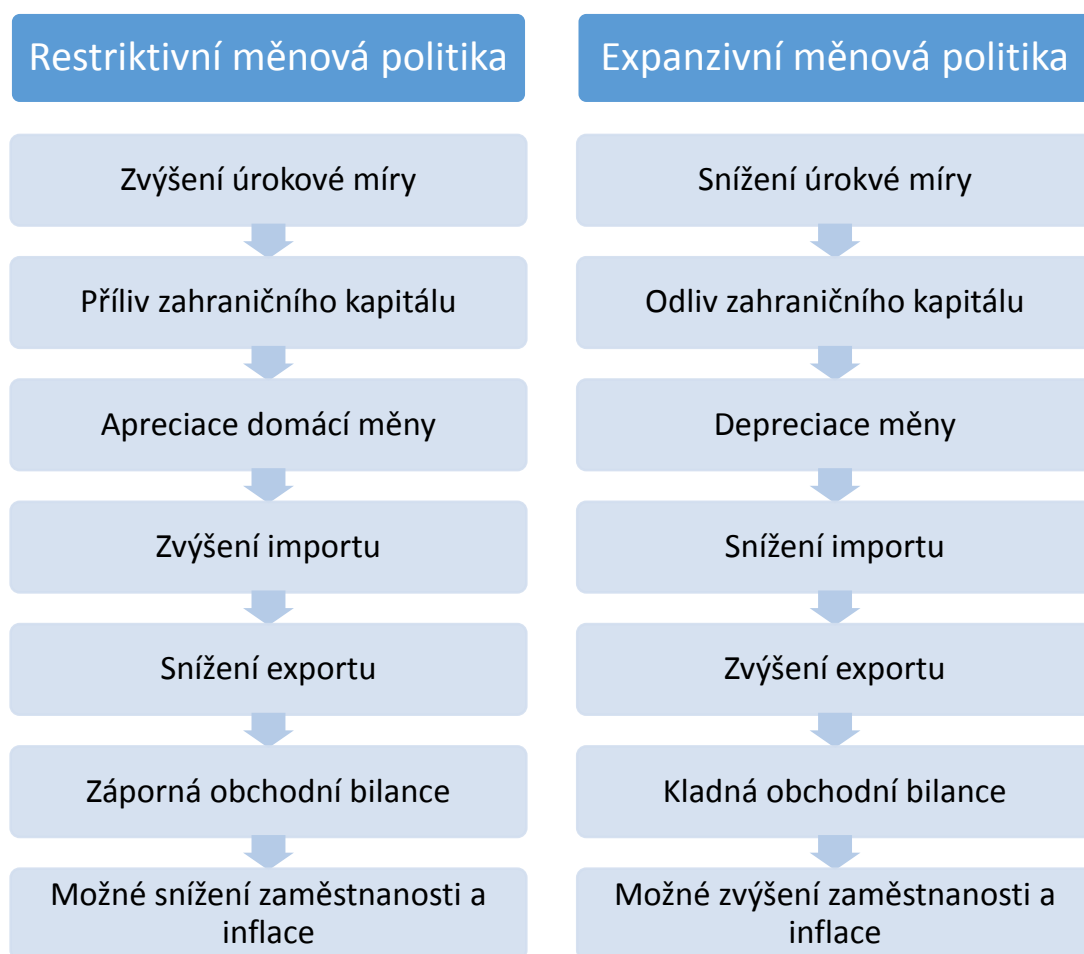 Restriktivní měnová politika
Zvýšení úrokové míry
Příliv zahraničního kapitálu
Apreciace domácí měny
Zvýšení importu
Snížení exportu
Záporná obchodní bilance
Možné snížení zaměstnanosti a
inflace
Expanzivní měnová politika
Snížení úrokvé míry
Odliv zahraničního kapitálu
Depreciace měny
Snížení importu
Zvýšení exportu
Kladná obchodní bilance
Možné zvýšení zaměstnanosti a
inflace